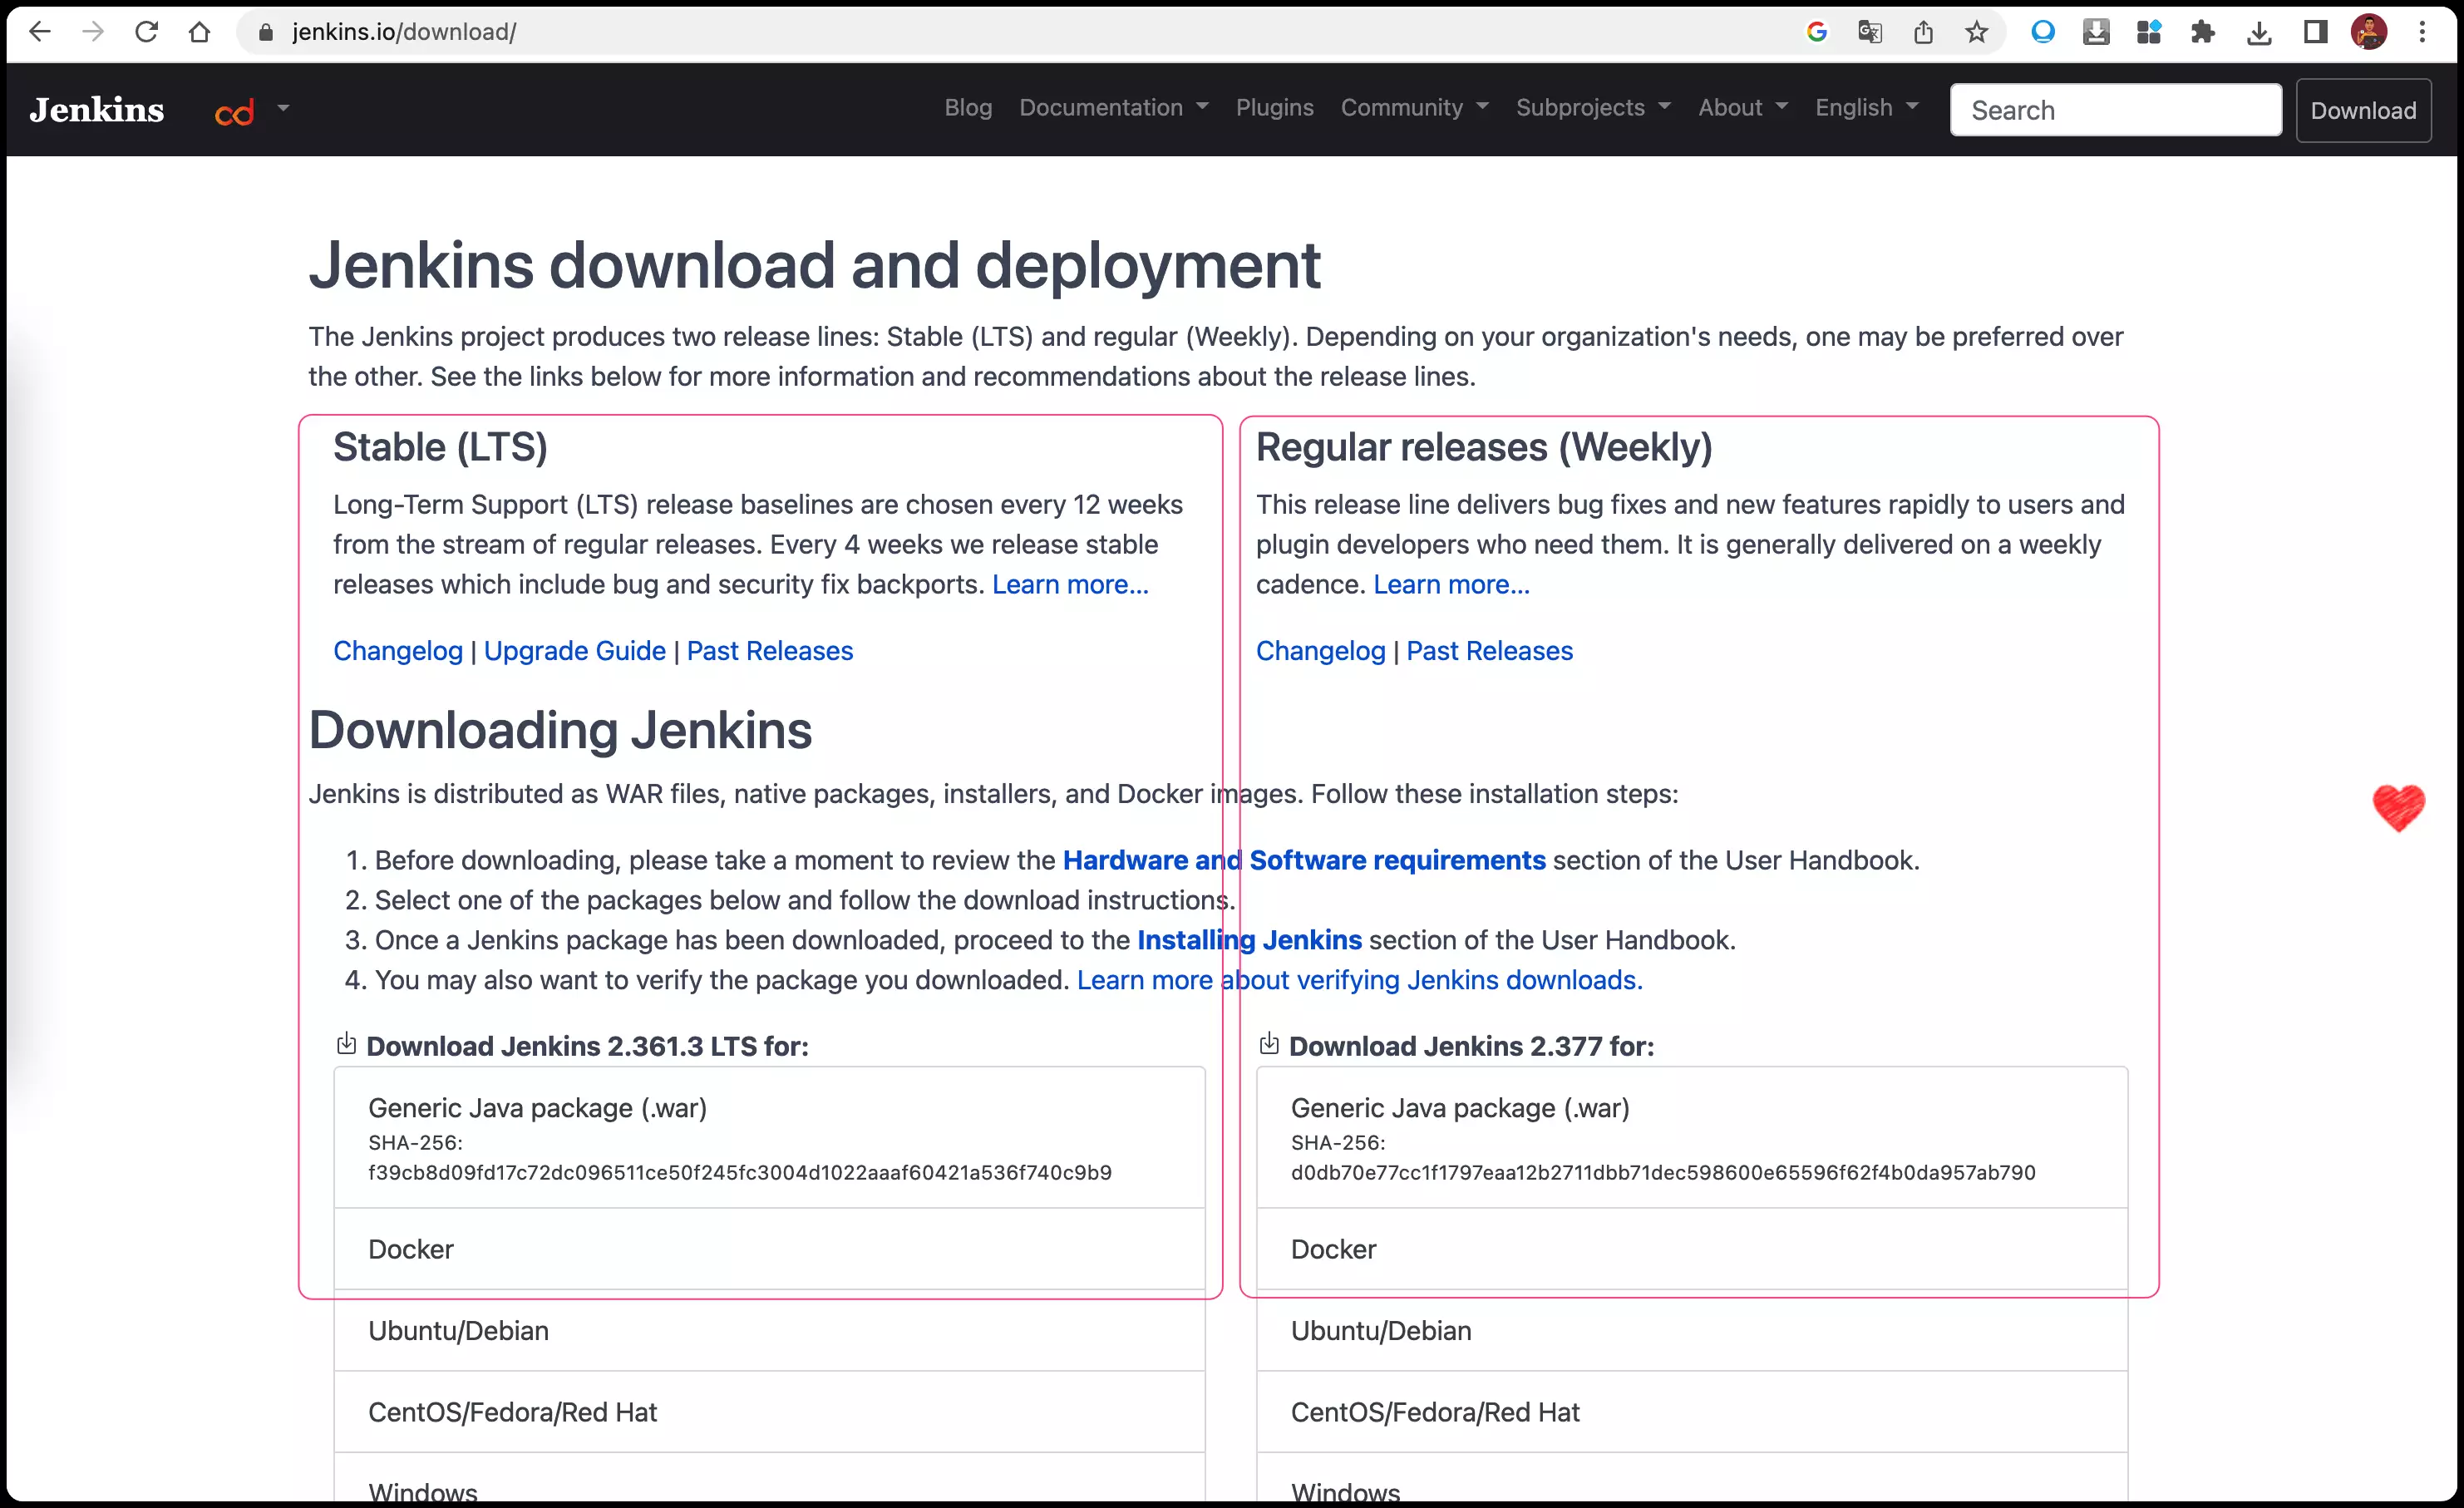 jenkins.io/download/
Jenkins cd Blog Documentation Plugins Community Subprojects About English Search Download
Jenkins download and deployment
The Jenkins project produces two release lines: Stable (LTS) and regular (Weekly). Depending on your organization's needs, one may be preferred over
the other. See the links below for more information and recommendations about the release lines.
Stable (LTS)
Long-Term Support (LTS) release baselines are chosen every 12 weeks
from the stream of regular releases. Every 4 weeks we release stable
releases which include bug and security fix backports. Learn more...
Changelog | Upgrade Guide | Past Releases
Regular releases (Weekly)
This release line delivers bug fixes and new features rapidly to users and
plugin developers who need them. It is generally delivered on a weekly
cadence. Learn more...
Changelog | Past Releases
Downloading Jenkins
Jenkins is distributed as WAR files, native packages, installers, and Docker images. Follow these installation steps:
1. Before downloading, please take a moment to review the Hardware and Software requirements section of the User Handbook.
2. Select one of the packages below and follow the download instructions.
3. Once a Jenkins package has been downloaded, proceed to the Installing Jenkins section of the User Handbook.
4. You may also want to verify the package you downloaded. Learn more about verifying Jenkins downloads.
Download Jenkins 2.361.3 LTS for:
Generic Java package (.war)
SHA-256:
f39cb8d09fd17c72dc096511ce50f245fc3004d1022aaaf60421a536f740c9b9
Docker
Ubuntu/Debian
CentOS/Fedora/Red Hat
Windows
Download Jenkins 2.377 for:
Generic Java package (.war)
SHA-256:
d0db70e77cc1f1797eaa12b2711dbb71dec598600e65596f62f4b0da957ab790
Docker
Ubuntu/Debian
CentOS/Fedora/Red Hat
Windows